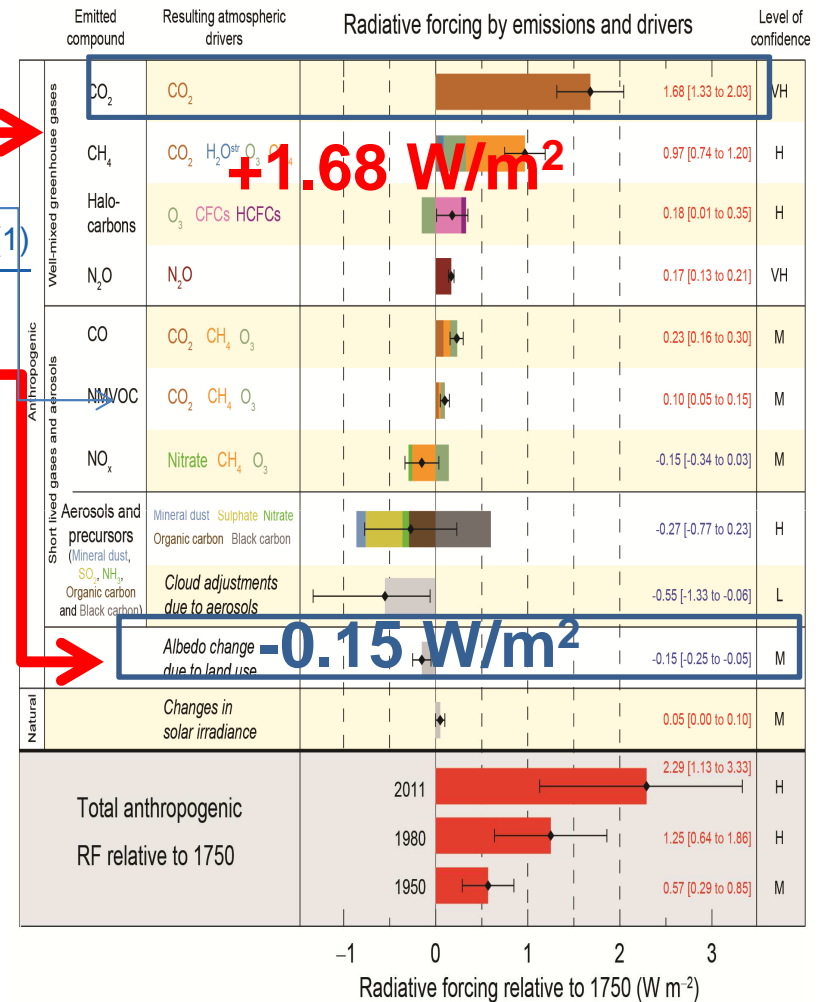 Emitted compound
Resulting atmospheric drivers
Radiative forcing by emissions and drivers
Level of confidence
Anthropogenic
Well-mixed greenhouse gases
CO2 CO2 1.68 [1.33 to 2.03] VH
CH4 CO2 H2Ostr O3 0.97 [0.74 to 1.20] H
+1.68 W/m2
Halo-carbons O3 CFCs HCFCs 0.18 [0.01 to 0.35] H
1)
N2O N2O 0.17 [0.13 to 0.21] VH
Short lived gases and aerosols
CO CO2 CH4 O3 0.23 [0.16 to 0.30] M
NMVOC CO2 CH4 O3 0.10 [0.05 to 0.15] M
NOx Nitrate CH4 O3 -0.15 [-0.34 to 0.03] M
Aerosols and precursors
(Mineral dust,
SO2, NH3,
Organic carbon
and Black carbon)
Mineral dust Sulphate Nitrate
Organic carbon Black carbon
-0.27 [-0.77 to 0.23] H
Cloud adjustments
due to aerosols
-0.55 [-1.33 to -0.06] L
Albedo change
due to land use
-0.15 W/m2
-0.15 [-0.25 to -0.05] M
Natural
Changes in
solar irradiance
0.05 [0.00 to 0.10] M
Total anthropogenic
RF relative to 1750
2011 2.29 [1.13 to 3.33] H
1980 1.25 [0.64 to 1.86] H
1950 0.57 [0.29 to 0.85] M
−1 0 1 2 3
Radiative forcing relative to 1750 (W m−2)